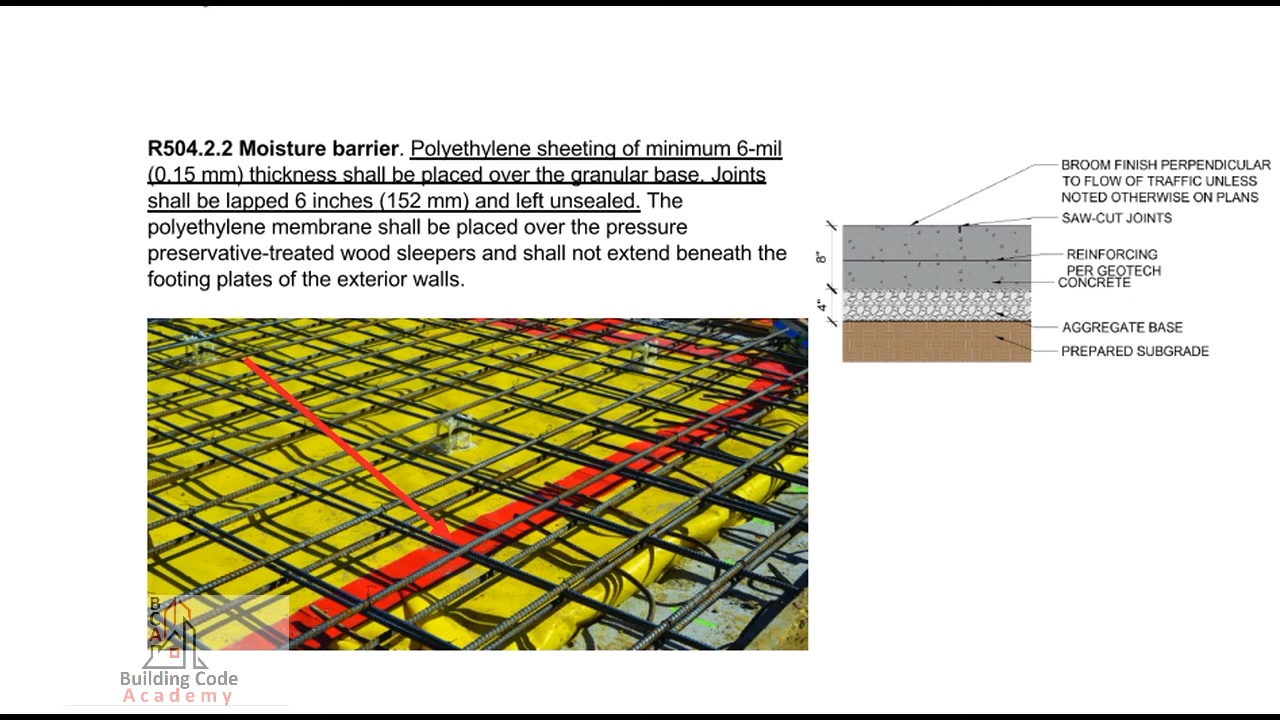 R504.2.2 Moisture barrier. Polyethylene sheeting of minimum 6-mil
(0.15 mm) thickness shall be placed over the granular base. Joints
shall be lapped 6 inches (152 mm) and left unsealed. The
polyethylene membrane shall be placed over the pressure
preservative-treated wood sleepers and shall not extend beneath the
footing plates of the exterior walls.
BROOM FINISH PERPENDICULAR
TO FLOW OF TRAFFIC UNLESS
NOTED OTHERWISE ON PLANS
SAW-CUT JOINTS
REINFORCING
PER GEOTECH
CONCRETE
AGGREGATE BASE
PREPARED SUBGRADE
8"
4"
BCA
Building Code
Academy